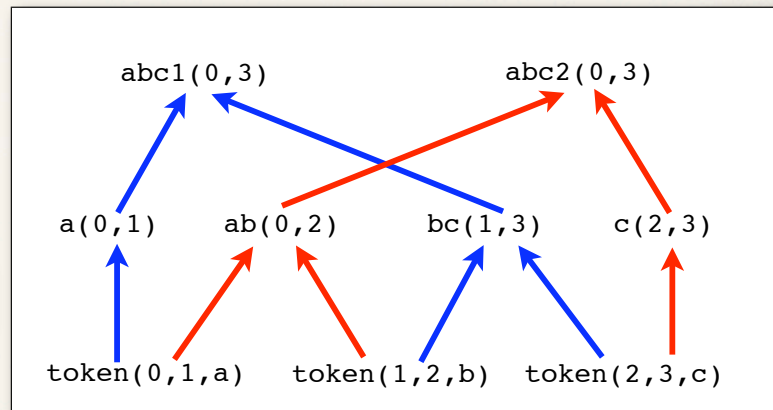 abc1(0,3) abc2(0,3)
a(0,1) ab(0,2) bc(1,3) c(2,3)
token(0,1,a) token(1,2,b) token(2,3,c)